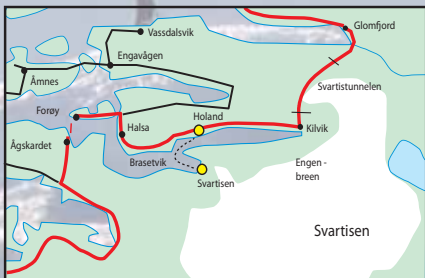 Glomfjord
Vassdalsvik
Engavågen
Åmnes
Svartistunnelen
Forøy
Holand
Halsa
Kilvik
Ågskardet
Brasetvik
Engen-
breen
Svartisen
Svartisen